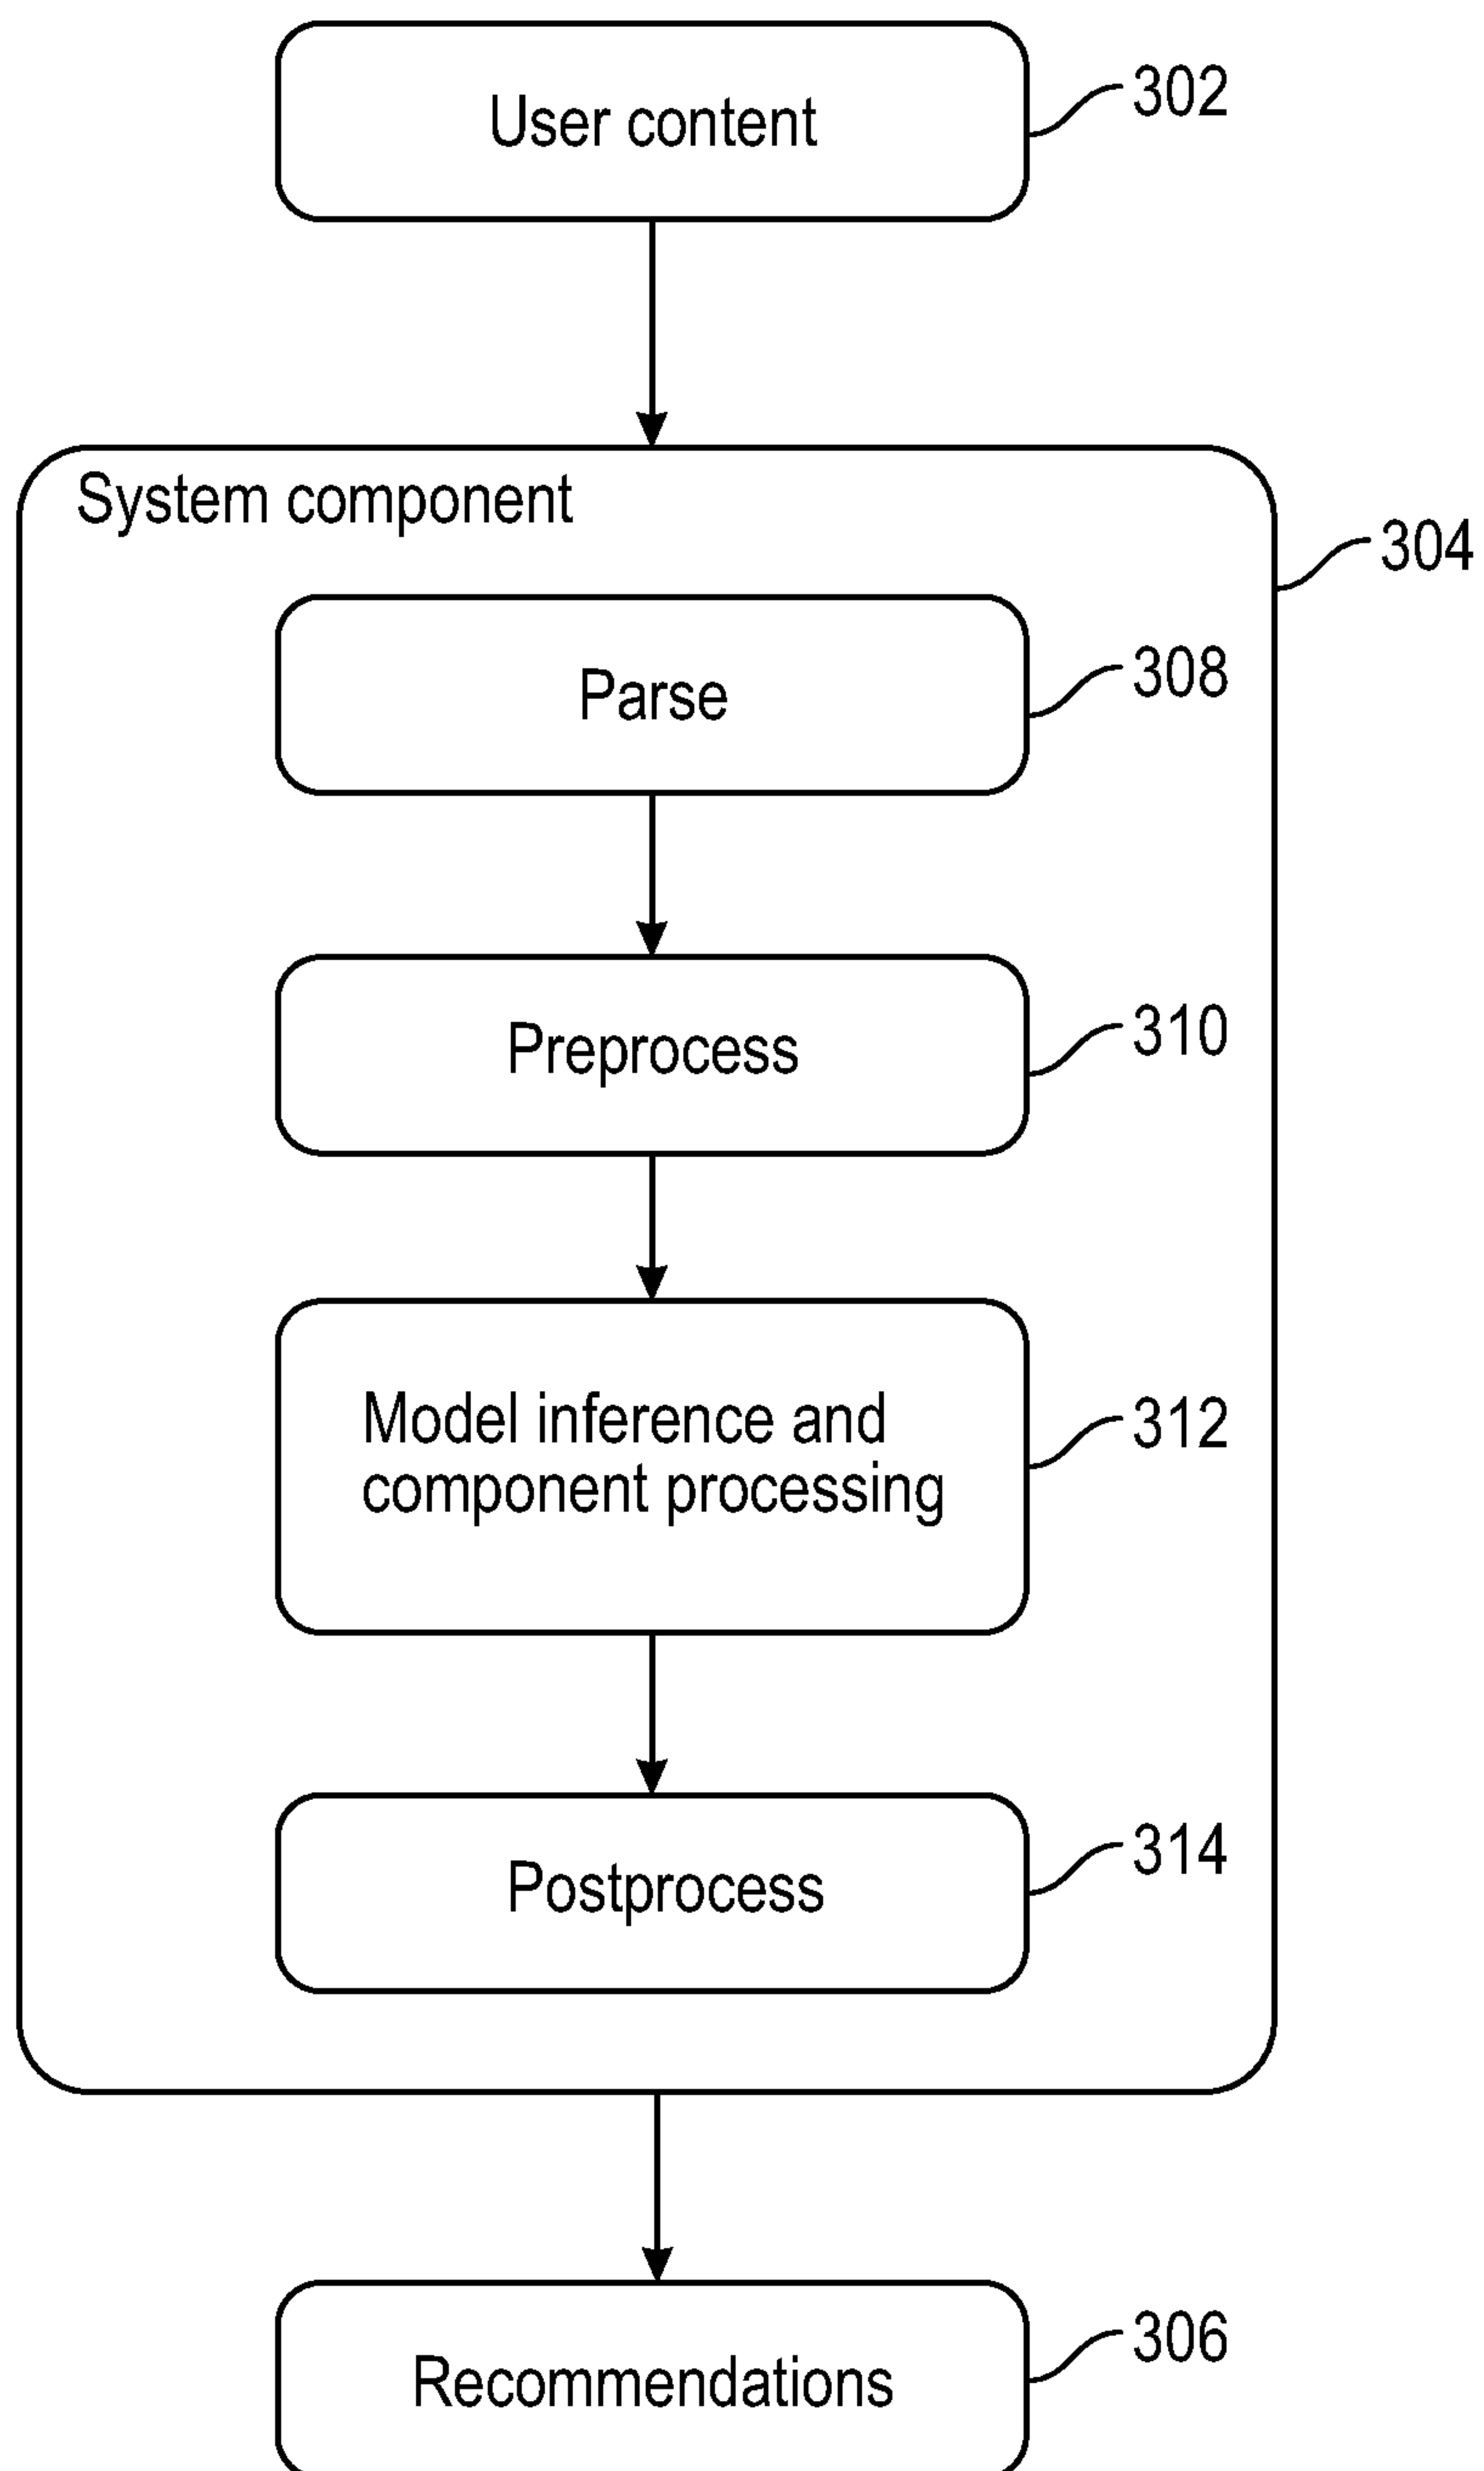 User content
302
System component
304
Parse
308
Preprocess
310
Model inference and
component processing
312
Postprocess
314
Recommendations
306